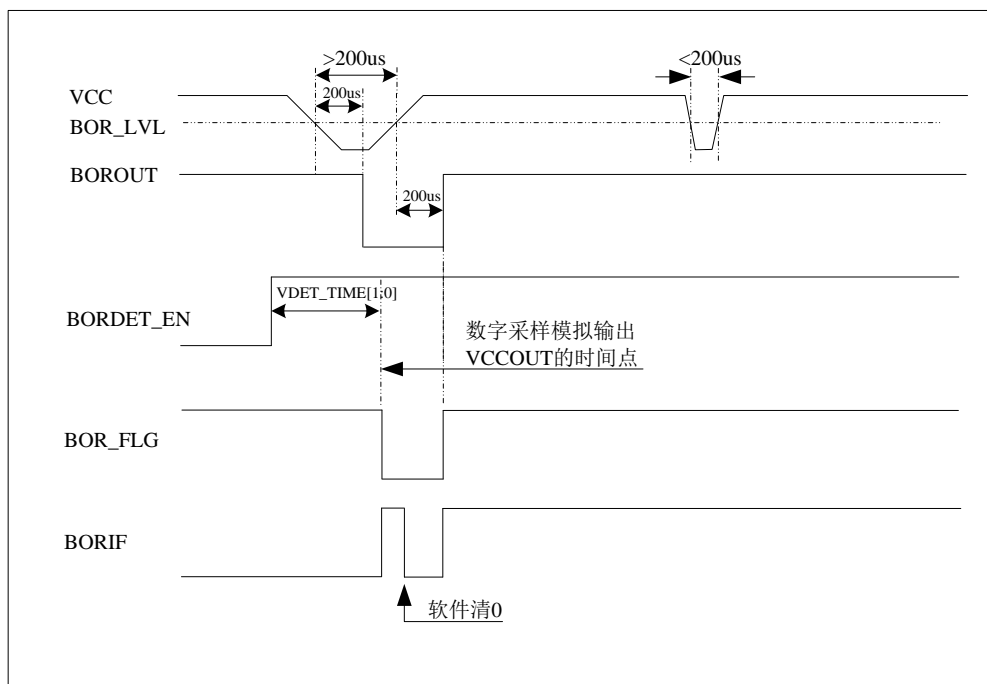 >200us
<200us
200us
VCC
BOR_LVL
BOROUT
200us
VDET_TIME[1:0]
BORDET_EN
数字采样模拟输出
VCCOUT的时间点
BOR_FLG
BORIF
软件清0